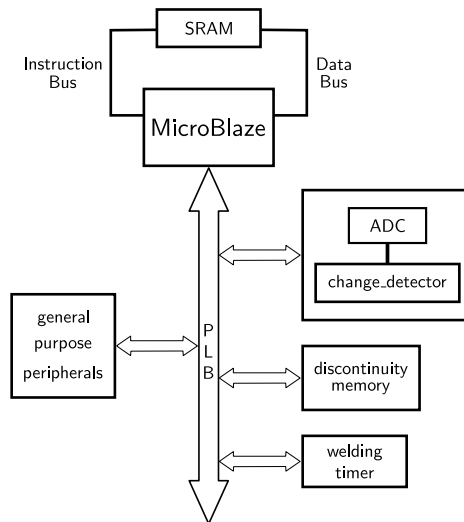 SRAM
Instruction
Bus
Data
Bus
MicroBlaze
ADC
change_detector
general
purpose
peripherals
P
L
B
discontinuity
memory
welding
timer